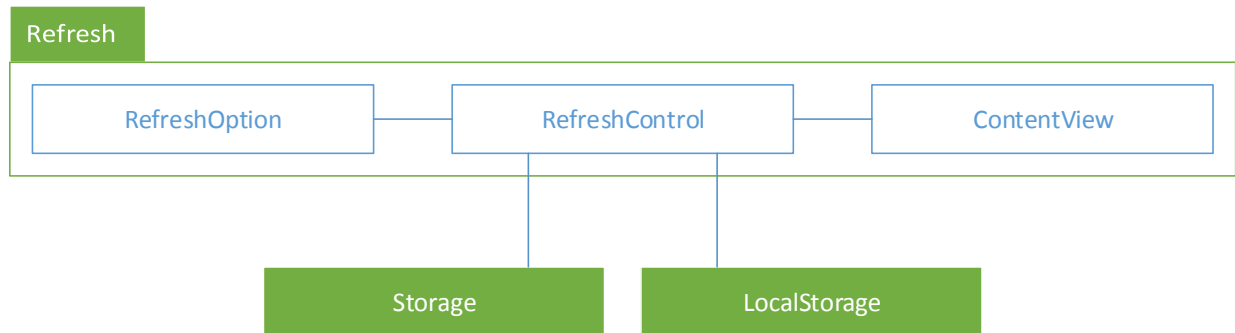 Refresh
RefreshOption
RefreshControl
ContentView
Storage
LocalStorage